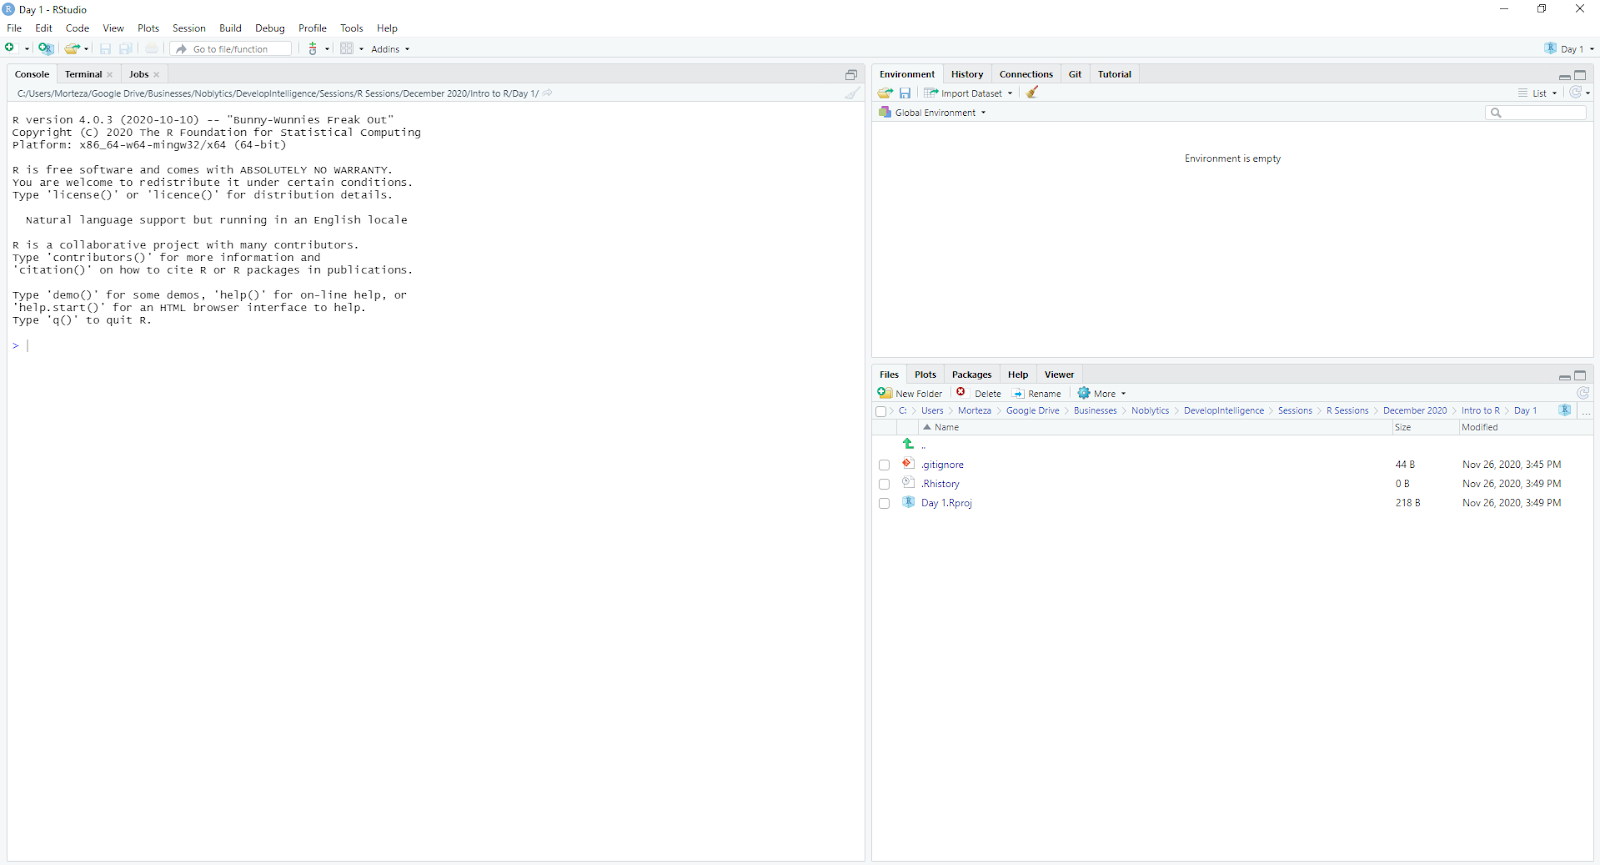 Day 1 - RStudio
File Edit Code View Plots Session Build Debug Profile Tools Help
Go to file/function Addins Day 1
Console Terminal Jobs
C:/Users/Morteza/Google Drive/Businesses/Noblytics/DevelopIntelligence/Sessions/R Sessions/December 2020/Intro to R/Day 1/
R version 4.0.3 (2020-10-10) -- "Bunny-Wunnies Freak Out"
Copyright (C) 2020 The R Foundation for Statistical Computing
Platform: x86_64-w64-mingw32/x64 (64-bit)
R is free software and comes with ABSOLUTELY NO WARRANTY.
You are welcome to redistribute it under certain conditions.
Type 'license()' or 'licence()' for distribution details.
Natural language support but running in an English locale
R is a collaborative project with many contributors.
Type 'contributors()' for more information and
'citation()' on how to cite R or R packages in publications.
Type 'demo()' for some demos, 'help()' for on-line help, or
'help.start()' for an HTML browser interface to help.
Type 'q()' to quit R.
>
Environment History Connections Git Tutorial
Import Dataset List
Global Environment
Environment is empty
Files Plots Packages Help Viewer
New Folder Delete Rename More
C: > Users > Morteza > Google Drive > Businesses > Noblytics > DevelopIntelligence > Sessions > R Sessions > December 2020 > Intro to R > Day 1 ...
Name Size Modified
..
.gitignore 44 B Nov 26, 2020, 3:45 PM
.Rhistory 0 B Nov 26, 2020, 3:49 PM
Day 1.Rproj 218 B Nov 26, 2020, 3:49 PM